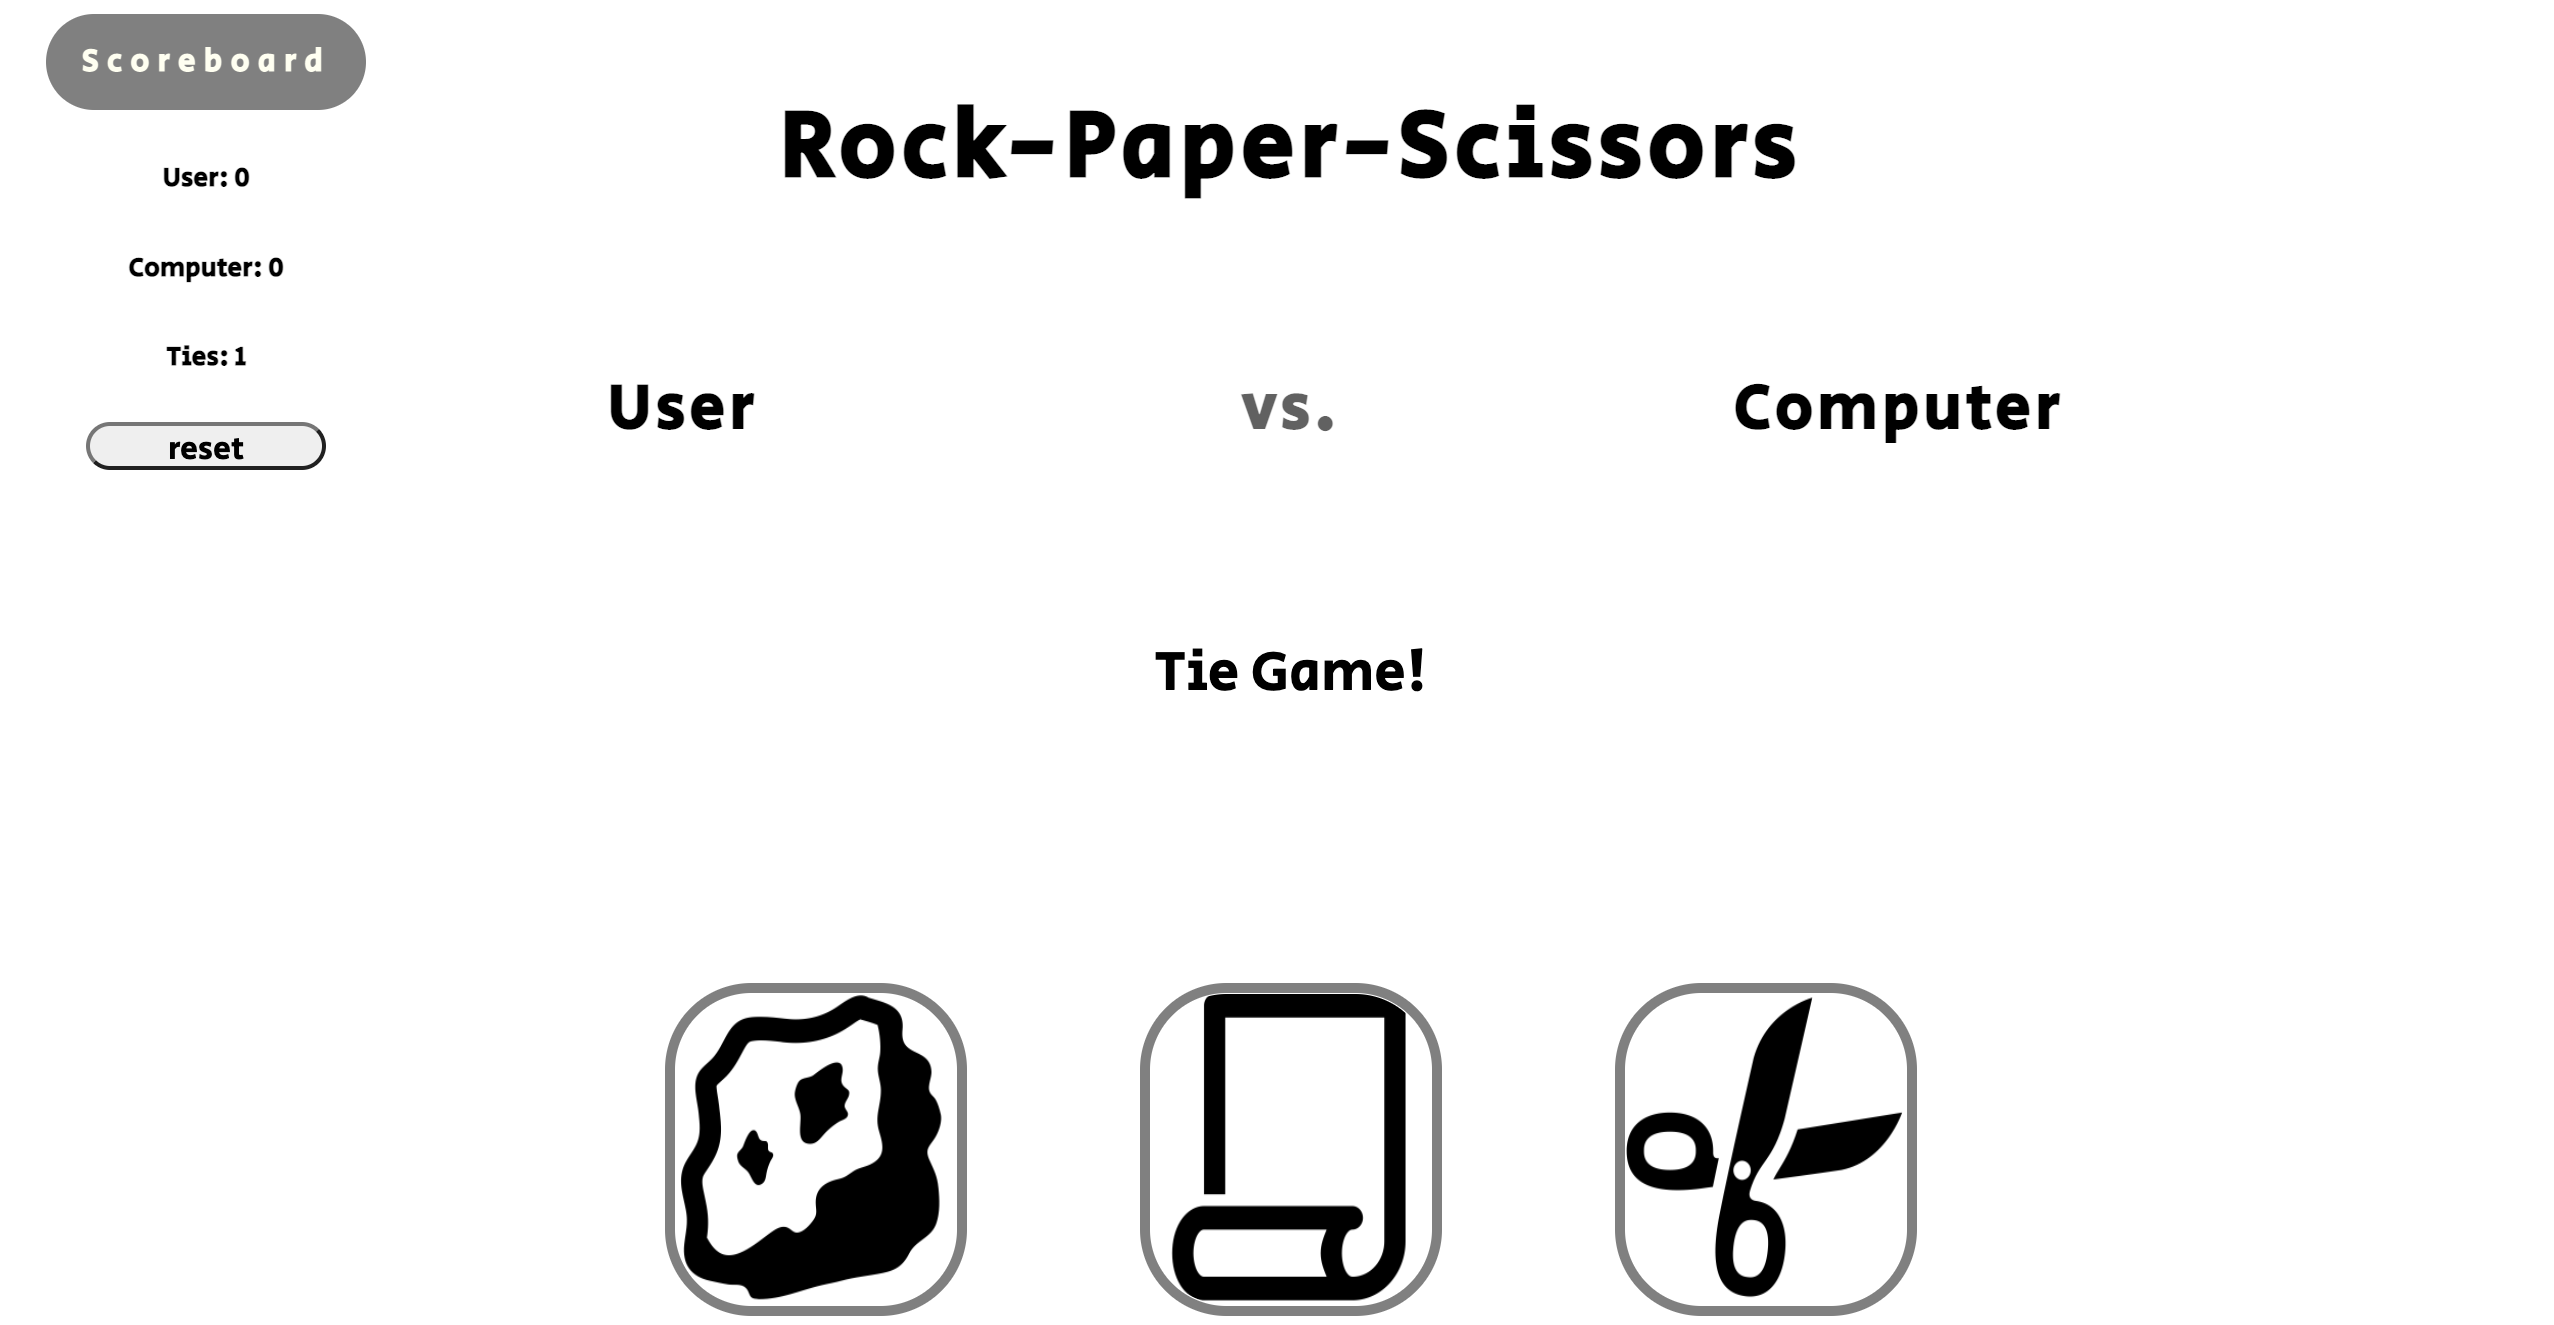 Scoreboard
User: 0
Computer: 0
Ties: 1
reset
Rock-Paper-Scissors
User vs. Computer
Tie Game!